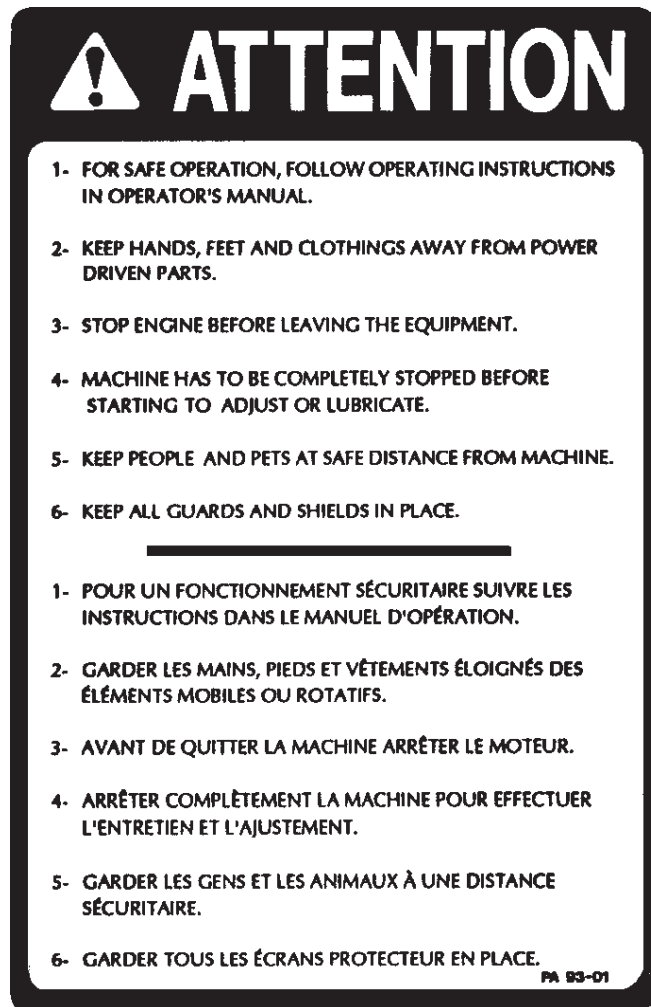 ATTENTION
1- FOR SAFE OPERATION, FOLLOW OPERATING INSTRUCTIONS
IN OPERATOR'S MANUAL.
2- KEEP HANDS, FEET AND CLOTHINGS AWAY FROM POWER
DRIVEN PARTS.
3- STOP ENGINE BEFORE LEAVING THE EQUIPMENT.
4- MACHINE HAS TO BE COMPLETELY STOPPED BEFORE
STARTING TO ADJUST OR LUBRICATE.
5- KEEP PEOPLE AND PETS AT SAFE DISTANCE FROM MACHINE.
6- KEEP ALL GUARDS AND SHIELDS IN PLACE.
1- POUR UN FONCTIONNEMENT SÉCURITAIRE SUIVRE LES
INSTRUCTIONS DANS LE MANUEL D'OPÉRATION.
2- GARDER LES MAINS, PIEDS ET VÊTEMENTS ÉLOIGNÉS DES
ÉLÉMENTS MOBILES OU ROTATIFS.
3- AVANT DE QUITTER LA MACHINE ARRÊTER LE MOTEUR.
4- ARRÊTER COMPLÈTEMENT LA MACHINE POUR EFFECTUER
L'ENTRETIEN ET L'AJUSTEMENT.
5- GARDER LES GENS ET LES ANIMAUX À UNE DISTANCE
SÉCURITAIRE.
6- GARDER TOUS LES ÉCRANS PROTECTEUR EN PLACE.
PA 93-01